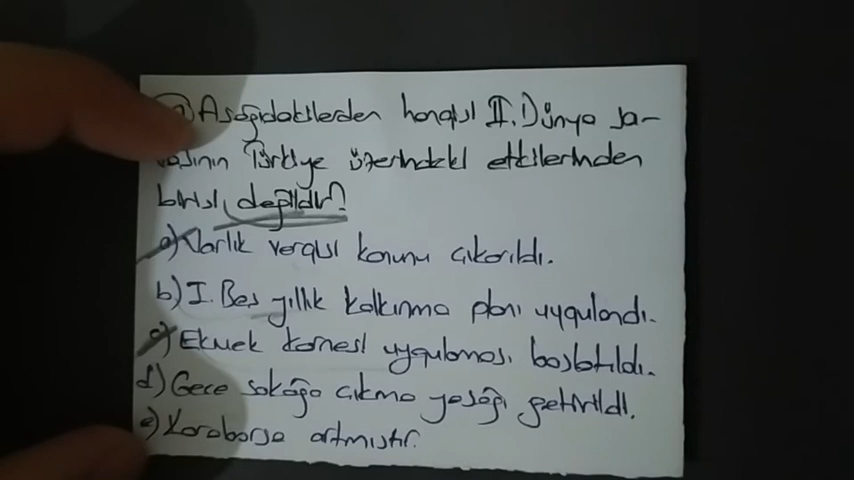 Aşağıdakilerden hangisi II. Dünya sa-
vaşının Türkiye üzerindeki etkilerinden
birisi değildir?
a) Varlık vergisi kanunu çıkarıldı.
b) I. Beş yıllık kalkınma planı uygulandı.
c) Ekmek karnesi uygulaması başlatıldı.
d) Gece sokağa çıkma yasağı getirildi.
e) Karaborsa artmıştır.